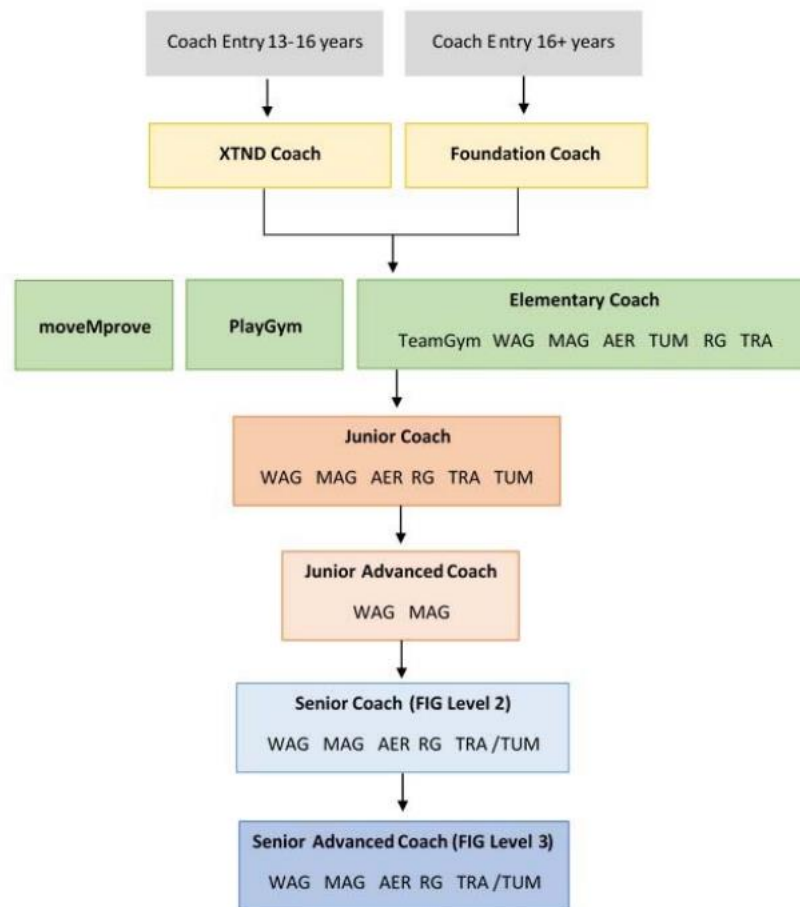 Coach Entry 13-16 years
Coach Entry 16+ years
XTND Coach
Foundation Coach
moveMprove
PlayGym
Elementary Coach
TeamGym WAG MAG AER TUM RG TRA
Junior Coach
WAG MAG AER RG TRA TUM
Junior Advanced Coach
WAG MAG
Senior Coach (FIG Level 2)
WAG MAG AER RG TRA /TUM
Senior Advanced Coach (FIG Level 3)
WAG MAG AER RG TRA /TUM